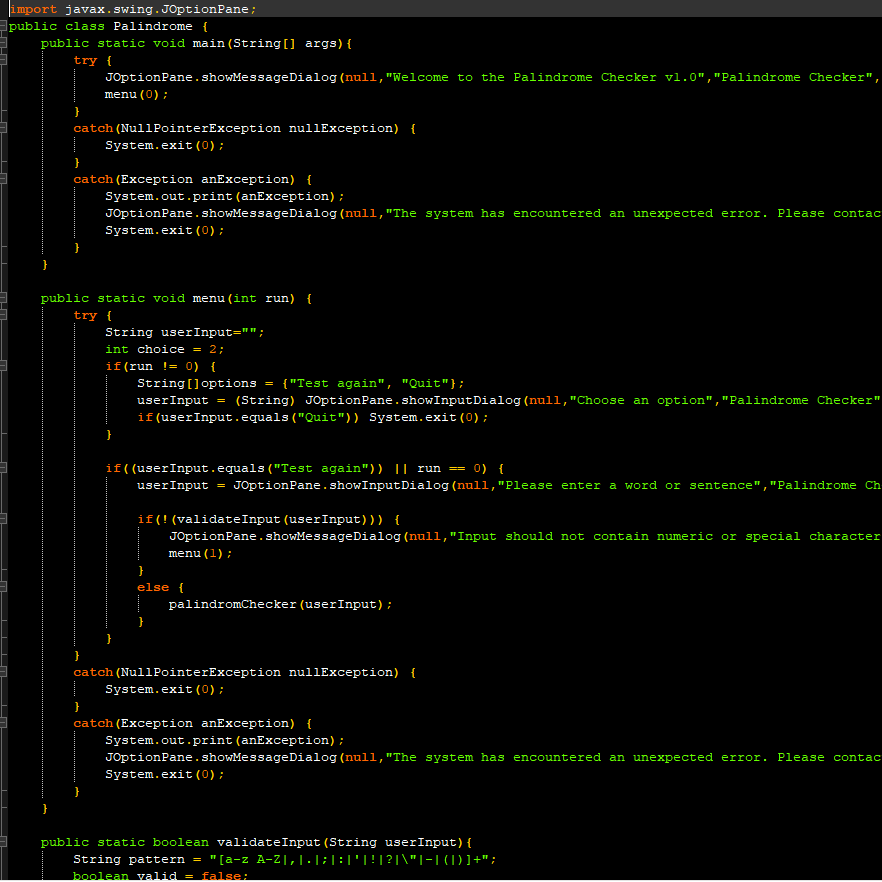 import javax.swing.JOptionPane;
public class Palindrome {
    public static void main(String[] args){
        try {
            JOptionPane.showMessageDialog(null,"Welcome to the Palindrome Checker v1.0","Palindrome Checker",
            menu(0);
        }
        catch(NullPointerException nullException) {
            System.exit(0);
        }
        catch(Exception anException) {
            System.out.print(anException);
            JOptionPane.showMessageDialog(null,"The system has encountered an unexpected error. Please contac
            System.exit(0);
        }
    }

    public static void menu(int run) {
        try {
            String userInput="";
            int choice = 2;
            if(run != 0) {
                String[]options = {"Test again", "Quit"};
                userInput = (String) JOptionPane.showInputDialog(null,"Choose an option","Palindrome Checker"
                if(userInput.equals("Quit")) System.exit(0);
            }

            if((userInput.equals("Test again")) || run == 0) {
                userInput = JOptionPane.showInputDialog(null,"Please enter a word or sentence","Palindrome Ch

                if(!(validateInput(userInput))) {
                    JOptionPane.showMessageDialog(null,"Input should not contain numeric or special character
                    menu(1);
                }
                else {
                    palindromChecker(userInput);
                }
            }
        }
        catch(NullPointerException nullException) {
            System.exit(0);
        }
        catch(Exception anException) {
            System.out.print(anException);
            JOptionPane.showMessageDialog(null,"The system has encountered an unexpected error. Please contac
            System.exit(0);
        }
    }

    public static boolean validateInput(String userInput){
        String pattern = "[a-z A-Z|,|.|;|:|'|!|?|\"|-|(|)]+";
        boolean valid = false;